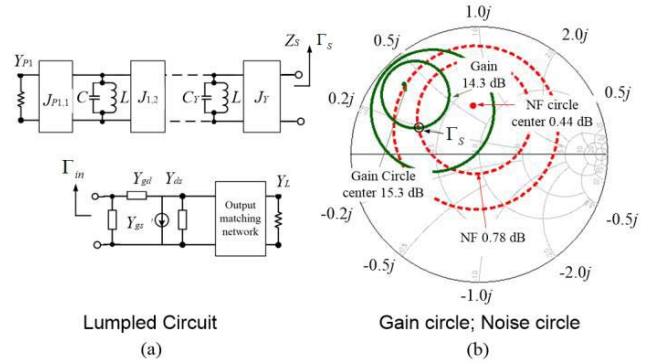 Y_P1
J_P1,1
C
L
J_1,2
C_Y
L
J_Y
Z_S
Γ_S
Γ_in
Y_gd
Y_ds
Y_gs
Output
matching
network
Y_L
Lumpled Circuit
(a)
1.0j
0.5j
2.0j
0.2j
0.5j
Gain
14.3 dB
NF circle
center 0.44 dB
Γ_S
Gain Circle
center 15.3 dB
NF 0.78 dB
-0.2j
-0.5j
-0.5j
-2.0j
-1.0j
Gain circle; Noise circle
(b)